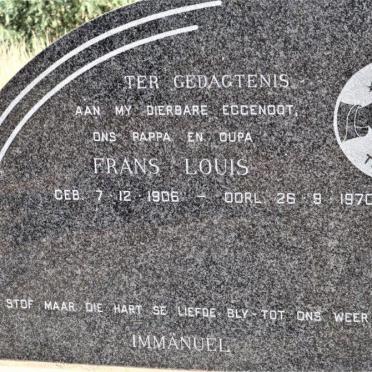 TER GEDAGTENIS
AAN MY DIERBARE EGGENOOT,
ONS PAPPA EN OUPA
FRANS LOUIS
GEB. 7-12-1906 - OORL. 26-9-1970
STOF MAAR DIE HART SE LIEFDE BLY-TOT ONS WEER
IMMANUEL